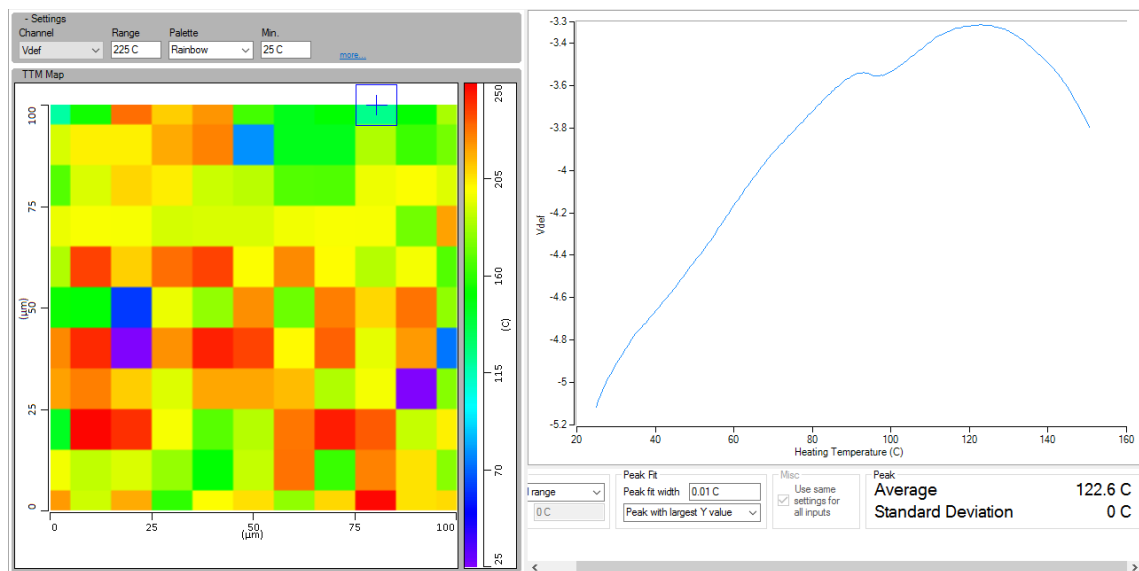 - Settings
Channel Range Palette Min.
Vdef 225 C Rainbow 25 C more...
TTM Map
100
75
50
25
0
(µm)
0 25 50 75 100
(µm)
250
205
160
115
70
25
(C)
-3.3
-3.4
-3.6
-3.8
-4
-4.2
-4.4
-4.6
-4.8
-5
-5.2
Vdef
20 40 60 80 100 120 140 160
Heating Temperature (C)
l range
0 C
Peak Fit
Peak fit width 0.01 C
Peak with largest Y value
Misc
Use same
settings for
all inputs
Peak
Average 122.6 C
Standard Deviation 0 C